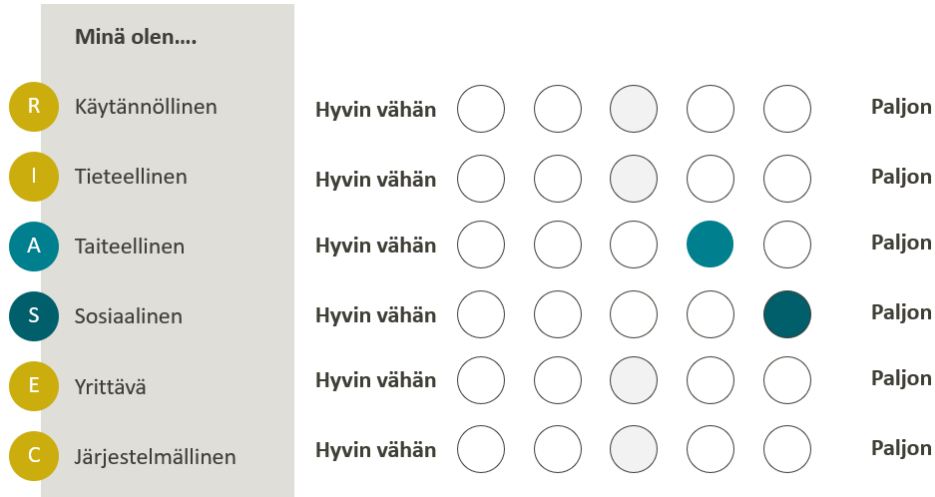 Minä olen....
R Käytännöllinen Hyvin vähän Paljon
I Tieteellinen Hyvin vähän Paljon
A Taiteellinen Hyvin vähän Paljon
S Sosiaalinen Hyvin vähän Paljon
E Yrittävä Hyvin vähän Paljon
C Järjestelmällinen Hyvin vähän Paljon